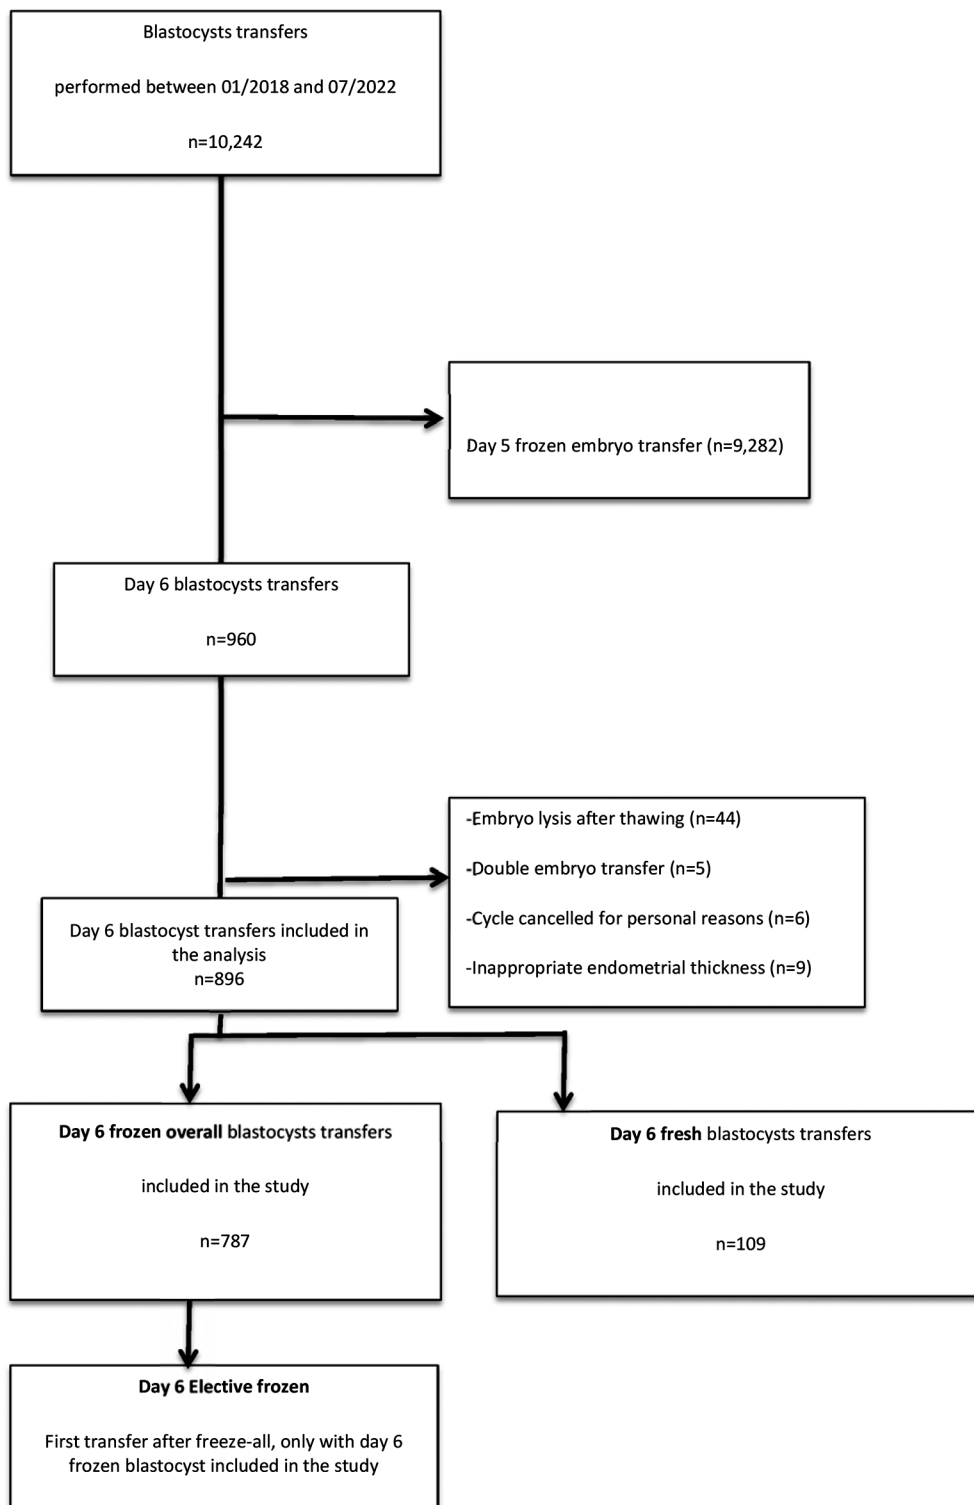 Blastocysts transfers
performed between 01/2018 and 07/2022
n=10,242
Day 5 frozen embryo transfer (n=9,282)
Day 6 blastocysts transfers
n=960
-Embryo lysis after thawing (n=44)
-Double embryo transfer (n=5)
-Cycle cancelled for personal reasons (n=6)
-Inappropriate endometrial thickness (n=9)
Day 6 blastocyst transfers included in
the analysis
n=896
Day 6 frozen overall blastocysts transfers
included in the study
n=787
Day 6 fresh blastocysts transfers
included in the study
n=109
Day 6 Elective frozen
First transfer after freeze-all, only with day 6
frozen blastocyst included in the study